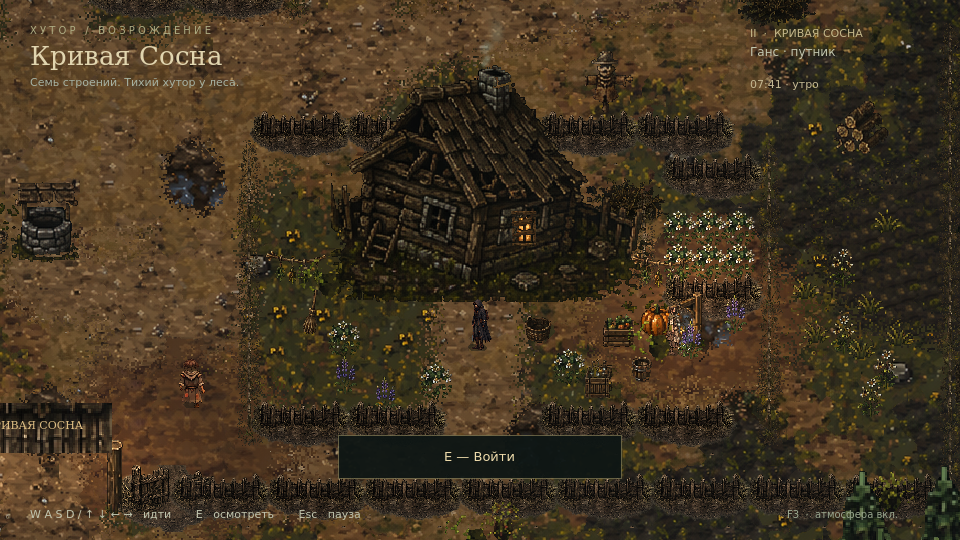 ХУТОР / ВОЗРОЖДЕНИЕ
Кривая Сосна
Семь строений. Тихий хутор у леса.
II · КРИВАЯ СОСНА
Ганс · путник
07:41 · утро
ИВАЯ СОСНА
E — Войти
WASD/↑↓←→ идти E осмотреть Esc пауза
F3 · атмосфера вкл.